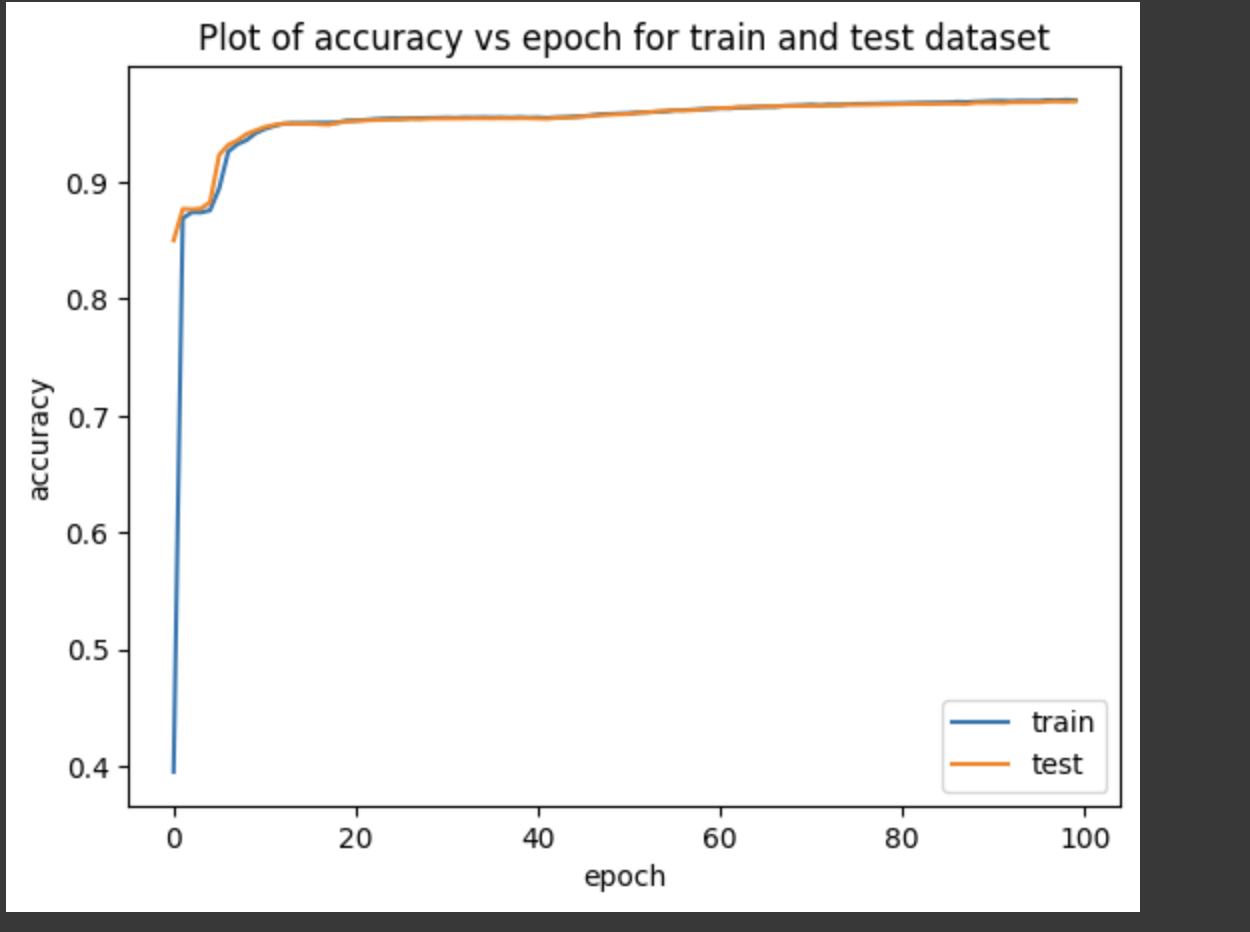 Plot of accuracy vs epoch for train and test dataset
accuracy
0.9
0.8
0.7
0.6
0.5
0.4
train
test
0 20 40 60 80 100
epoch